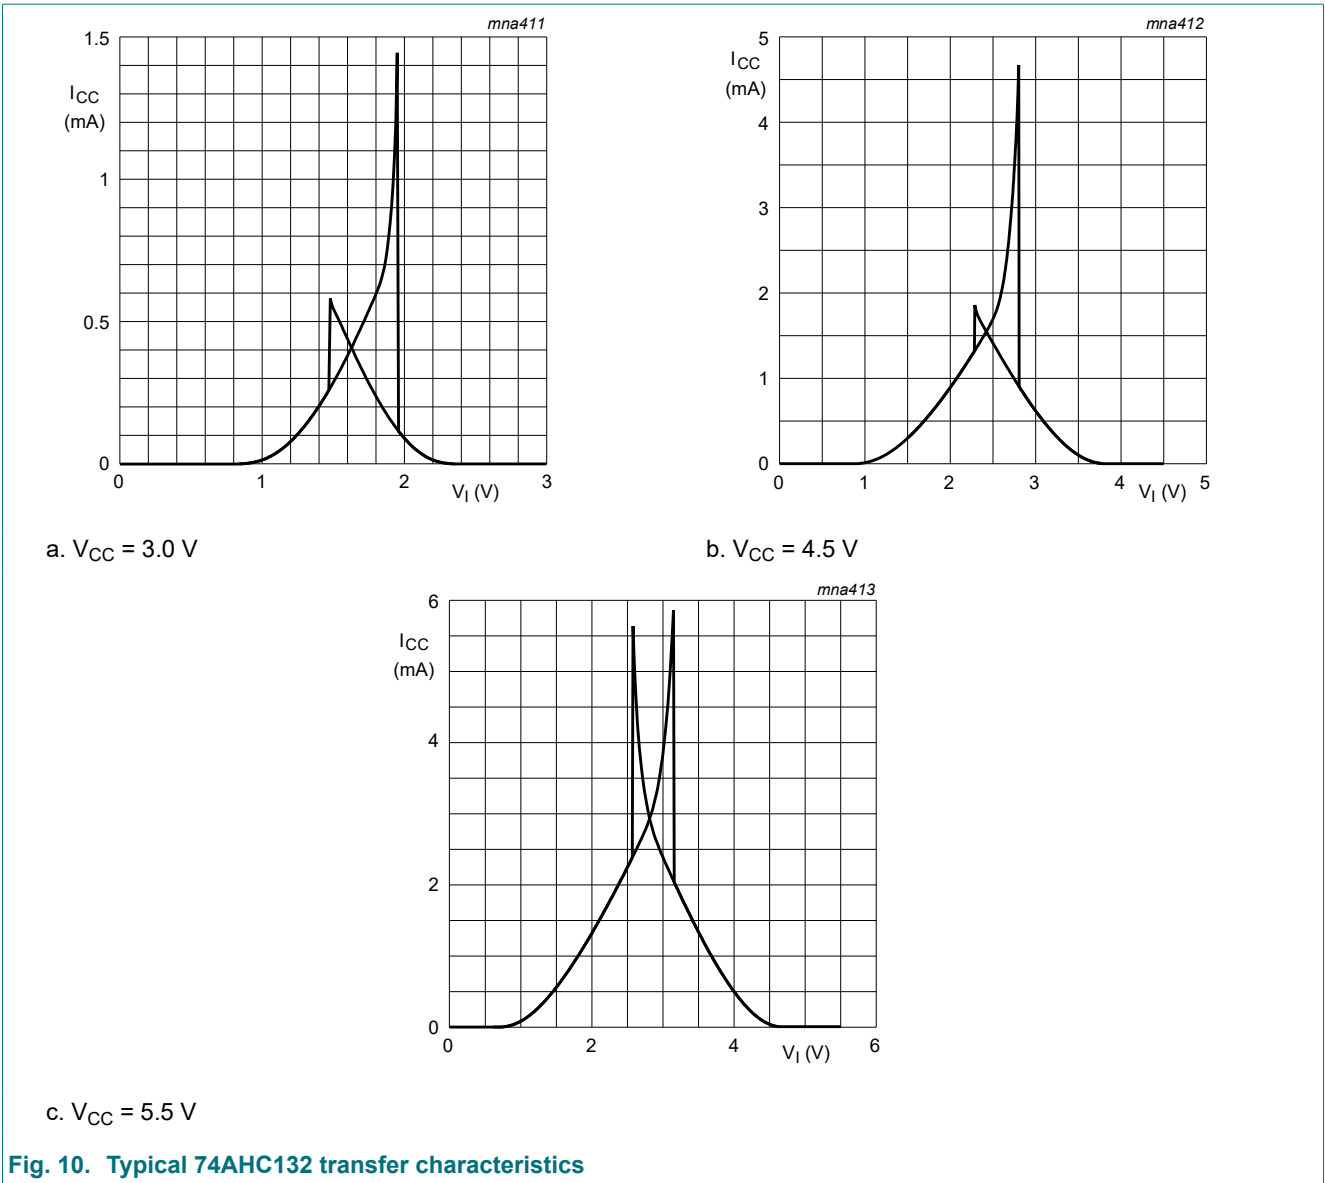 mna411
1.5
ICC
(mA)
1
0.5
0
0 1 2 3
VI (V)
a. VCC = 3.0 V
mna412
5
ICC
(mA)
4
3
2
1
0
0 1 2 3 4 5
VI (V)
b. VCC = 4.5 V
mna413
6
ICC
(mA)
4
2
0
0 2 4 6
VI (V)
c. VCC = 5.5 V
Fig. 10. Typical 74AHC132 transfer characteristics